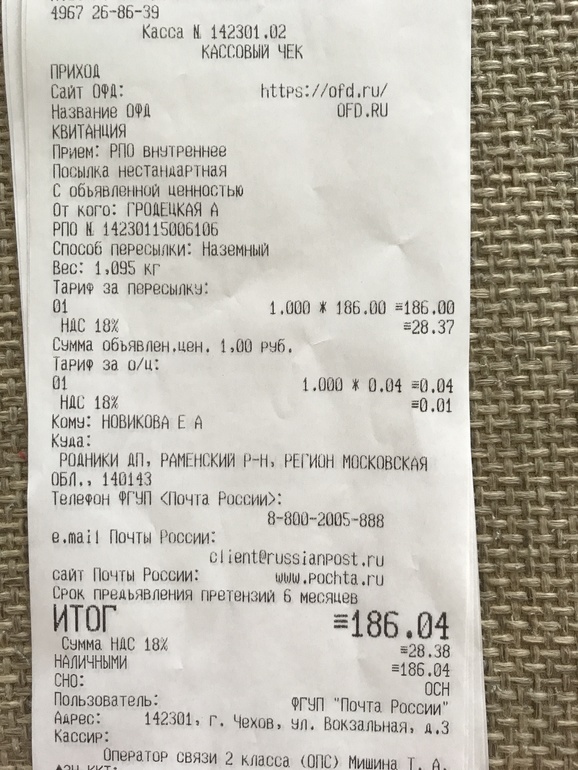 4967 26-86-39
Касса № 142301.02
КАССОВЫЙ ЧЕК
ПРИХОД
Сайт ОФД: https://ofd.ru/
Название ОФД OFD.RU
КВИТАНЦИЯ
Прием: РПО внутреннее
Посылка нестандартная
С объявленной ценностью
От кого: ГРОДЕЦКАЯ А
РПО № 14230115006106
Способ пересылки: Наземный
Вес: 1,095 кг
Тариф за пересылку:
01 1.000 * 186.00 ≡186.00
НДС 18% ≡28.37
Сумма объявлен.цен. 1,00 руб.
Тариф за о/ц:
01 1.000 * 0.04 ≡0.04
НДС 18% ≡0.01
Кому: НОВИКОВА Е А
Куда:
РОДНИКИ ДП, РАМЕНСКИЙ Р-Н, РЕГИОН МОСКОВСКАЯ
ОБЛ., 140143
Телефон ФГУП <Почта России>:
8-800-2005-888
e.mail Почты России:
client@russianpost.ru
сайт Почты России: www.pochta.ru
Срок предъявления претензий 6 месяцев
ИТОГ ≡186.04
Сумма НДС 18% ≡28.38
НАЛИЧНЫМИ ≡186.04
СНО: ОСН
Пользователь: ФГУП "Почта России"
Адрес: 142301, г. Чехов, ул. Вокзальная, д.3
Кассир:
Оператор связи 2 класса (ОПС) Мишина Т. А.